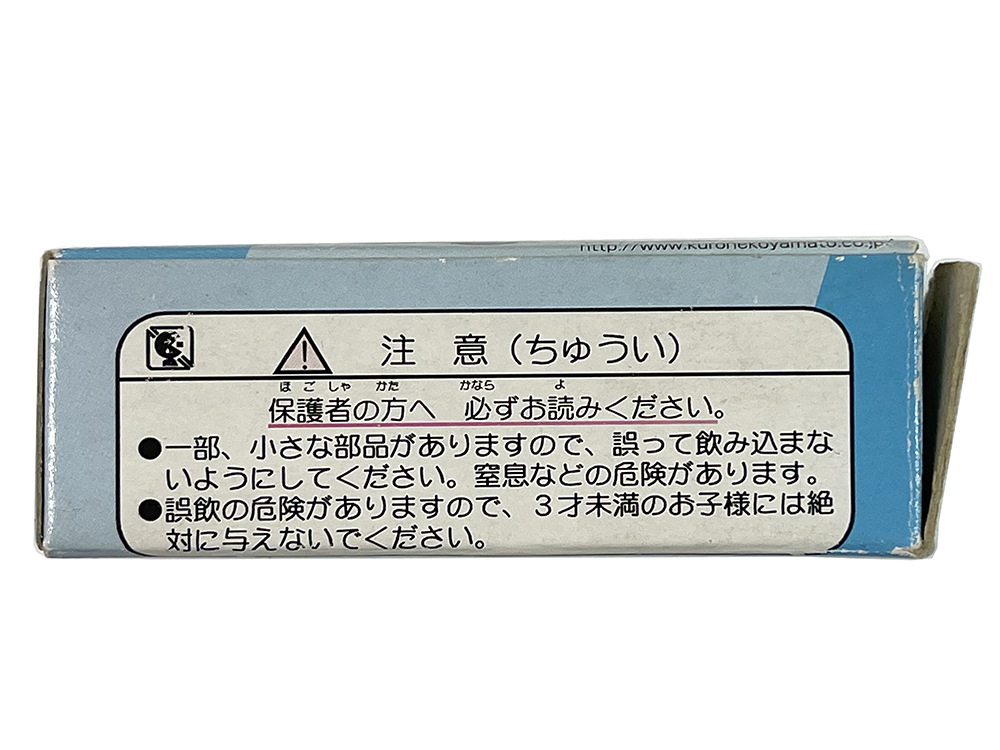 http://www.kuronekoyamato.co.jp/
注 意(ちゅうい)
ほごしゃ かた かなら よ
保護者の方へ 必ずお読みください。
●一部、小さな部品がありますので、誤って飲み込まな
いようにしてください。窒息などの危険があります。
●誤飲の危険がありますので、3才未満のお子様には絶
対に与えないでください。